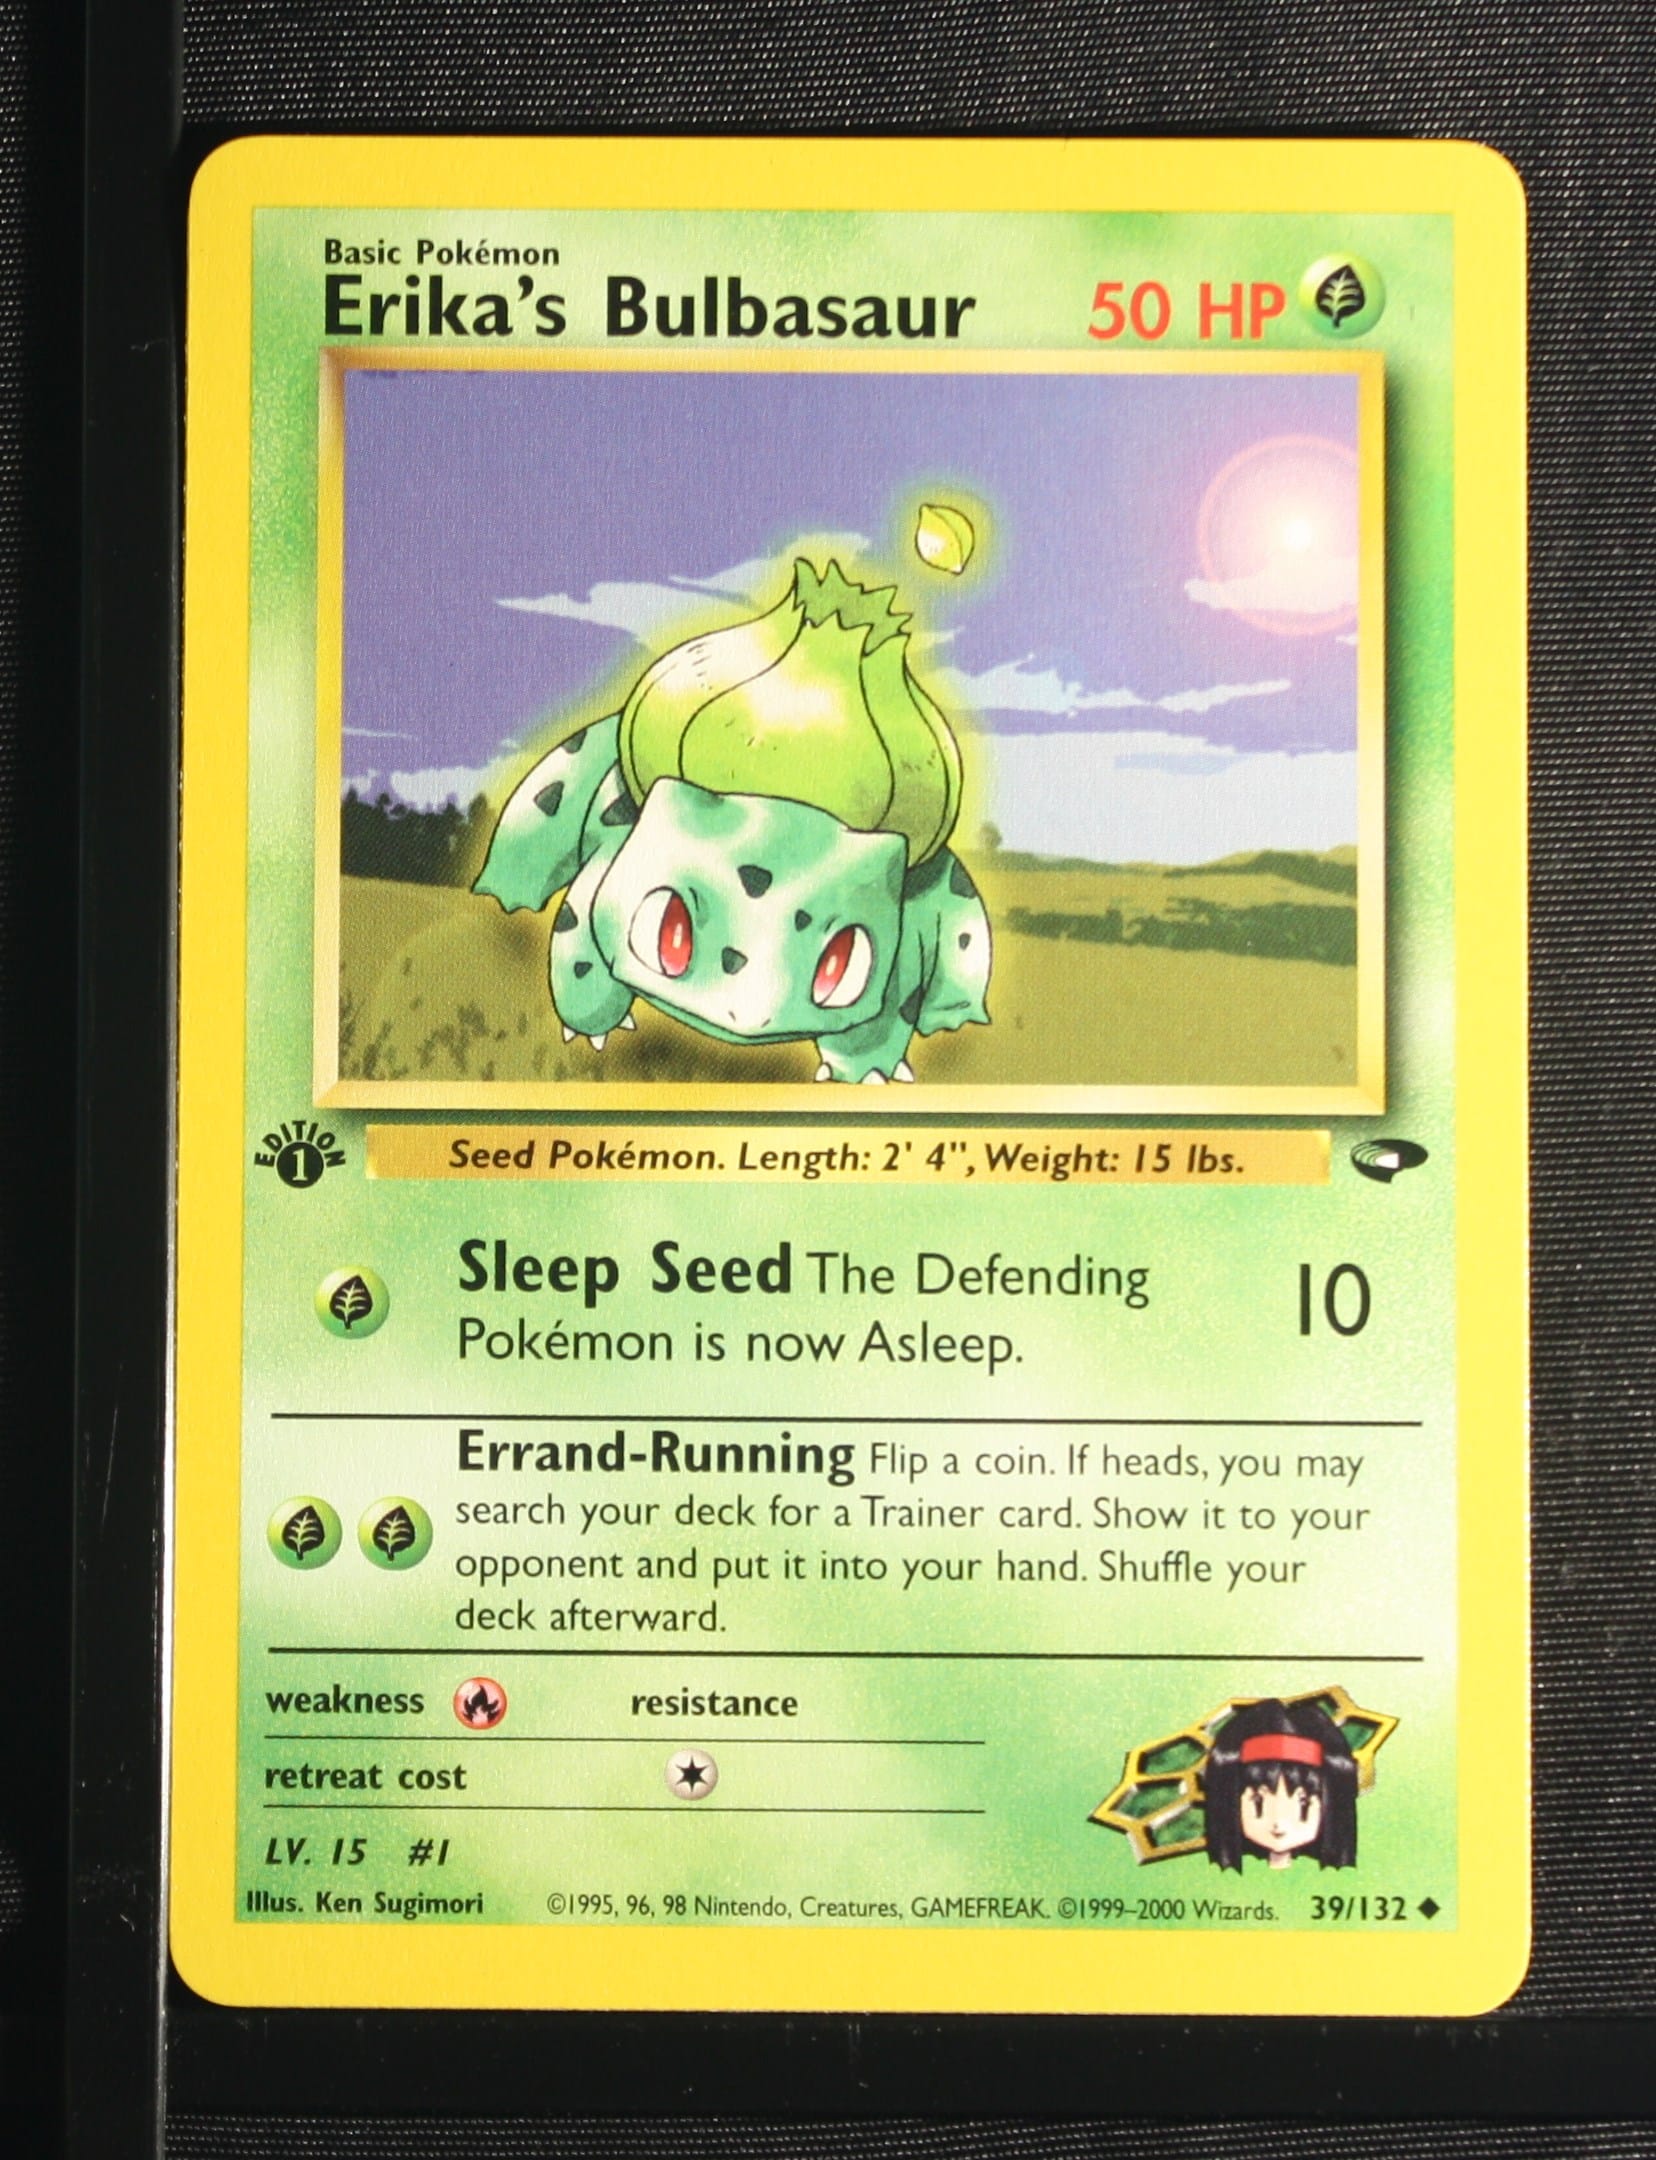 Basic Pokémon
Erika's Bulbasaur 50 HP
EDITION
1
Seed Pokémon. Length: 2' 4", Weight: 15 lbs.
Sleep Seed The Defending
Pokémon is now Asleep.
10
Errand-Running Flip a coin. If heads, you may
search your deck for a Trainer card. Show it to your
opponent and put it into your hand. Shuffle your
deck afterward.
weakness resistance
retreat cost
LV. 15 #1
Illus. Ken Sugimori ©1995, 96, 98 Nintendo, Creatures, GAMEFREAK. ©1999–2000 Wizards. 39/132